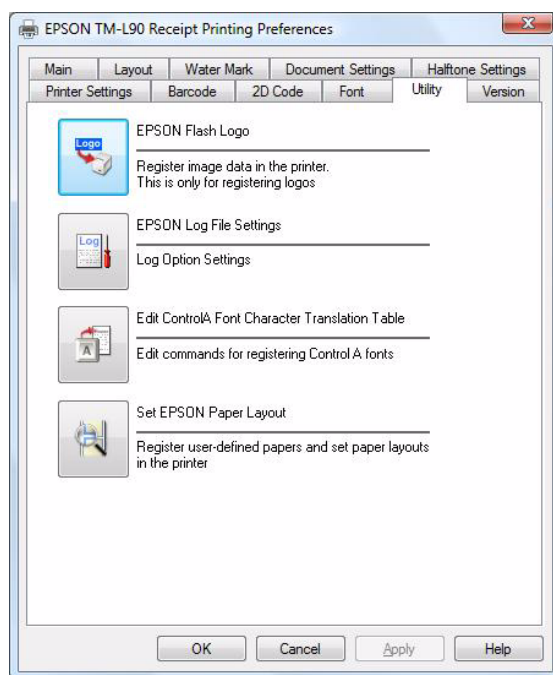 EPSON TM-L90 Receipt Printing Preferences
Main Layout Water Mark Document Settings Halftone Settings
Printer Settings Barcode 2D Code Font Utility Version
EPSON Flash Logo
Logo
Register image data in the printer.
This is only for registering logos
EPSON Log File Settings
Log
Log Option Settings
Edit ControlA Font Character Translation Table
A
Edit commands for registering Control A fonts
Set EPSON Paper Layout
Register user-defined papers and set paper layouts
in the printer
OK Cancel Apply Help